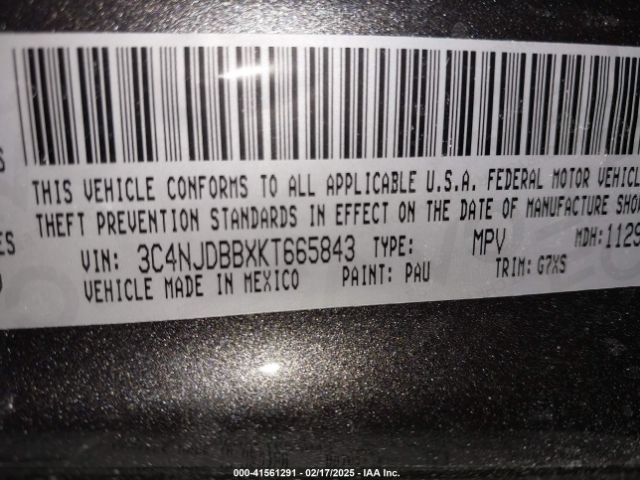 THIS VEHICLE CONFORMS TO ALL APPLICABLE U.S.A. FEDERAL MOTOR VEHICL
THEFT PREVENTION STANDARDS IN EFFECT ON THE DATE OF MANUFACTURE SHOW
VIN: 3C4NJDBBXKT665843 TYPE: MPV MDH: 1129
VEHICLE MADE IN MEXICO PAINT: PAU TRIM: G7XS
000-41561291 - 02/17/2025 - IAA Inc.